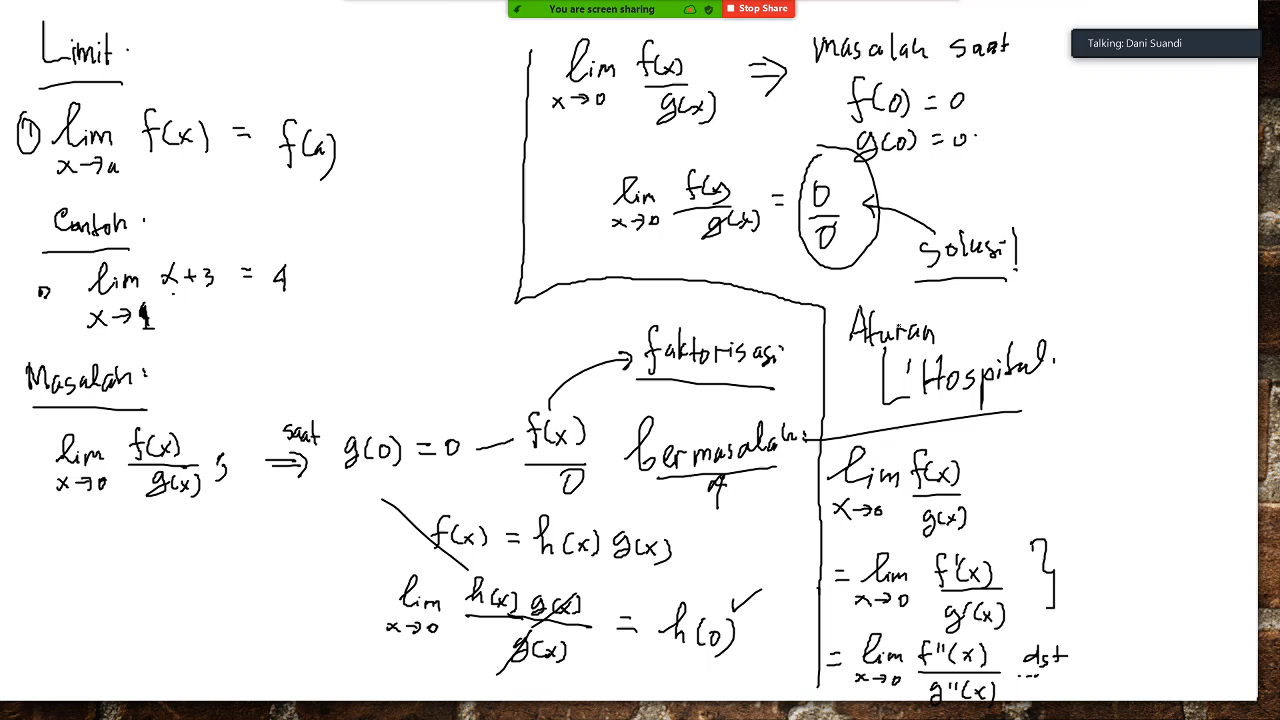 You are screen sharing
Stop Share
Talking: Dani Suandi
Limit.
① lim x→a f(x) = f(a)
Contoh.
lim x→1 x+3 = 4
Masalah:
lim x→0 f(x)/g(x) ; ⇒ saat g(0) = 0 — f(x)/0 bermasalah.
faktorisasi
f(x) = h(x) g(x)
lim x→0 h(x) g(x)/g(x) = h(0) ✓
lim x→0 f(x)/g(x) ⇒ masalah saat
f(0) = 0
g(0) = 0.
lim x→0 f(x)/g(x) = 0/0
Solusi!
Aturan
L'Hospital.
lim x→0 f(x)/g(x)
= lim x→0 f'(x)/g'(x) }
= lim x→0 f''(x)/g''(x) dst ...